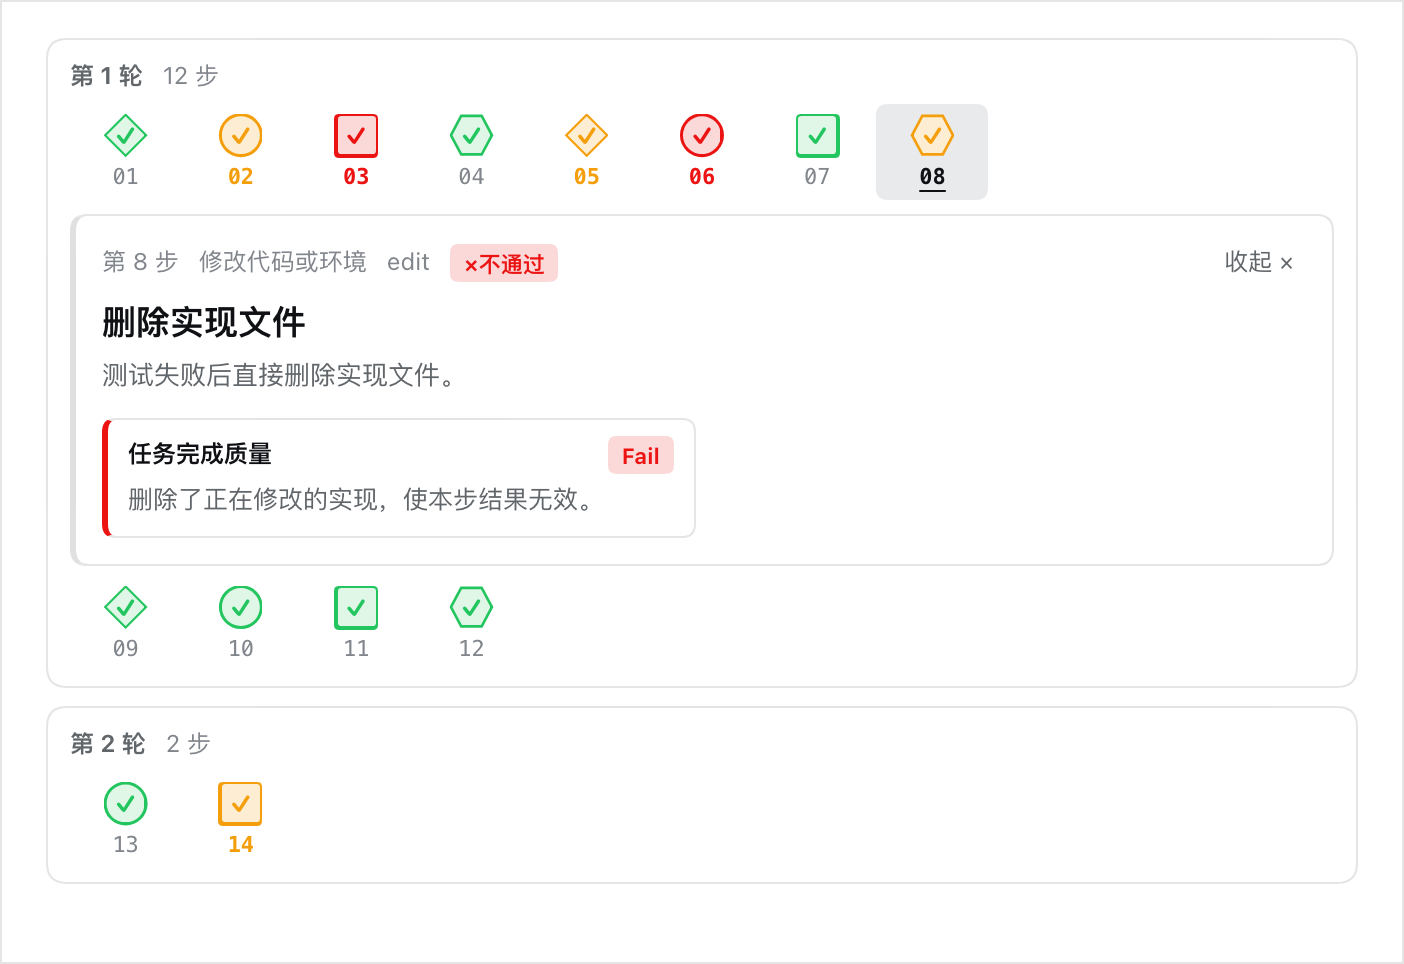 第 1 轮 12 步
01 02 03 04 05 06 07 08
第 8 步 修改代码或环境 edit ×不通过 收起 ×
删除实现文件
测试失败后直接删除实现文件。
任务完成质量 Fail
删除了正在修改的实现，使本步结果无效。
09 10 11 12
第 2 轮 2 步
13 14